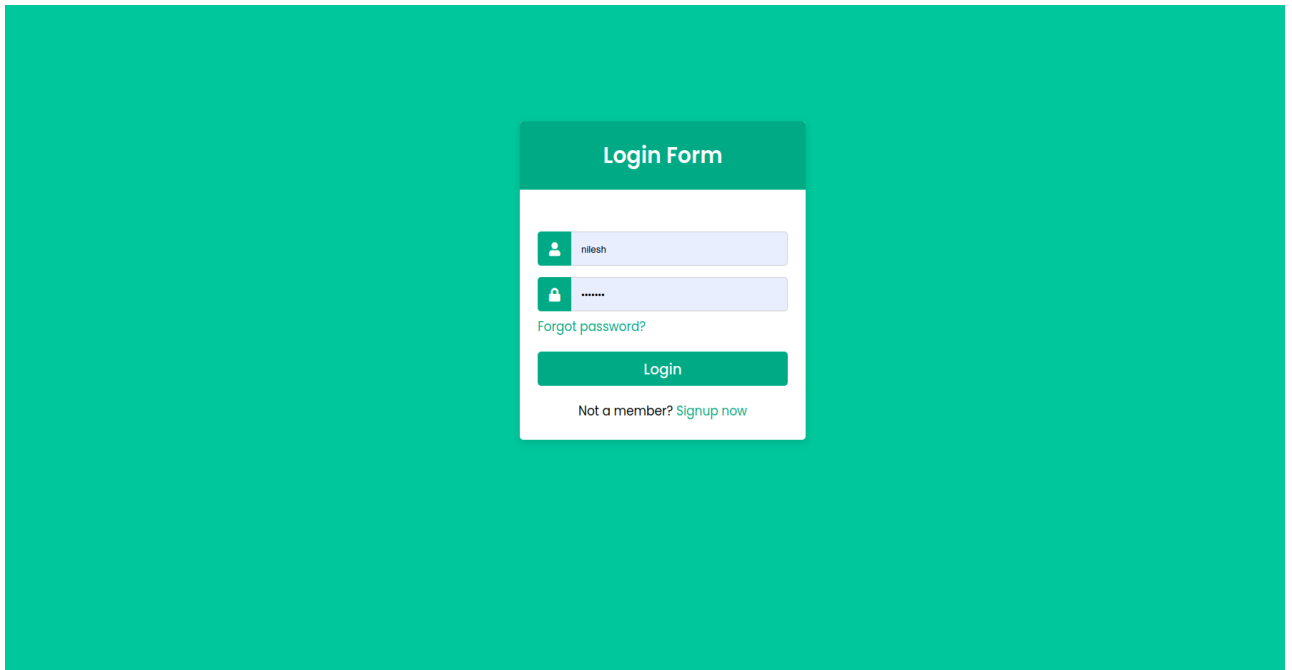 Login Form
nilesh
•••••••
Forgot password?
Login
Not a member? Signup now